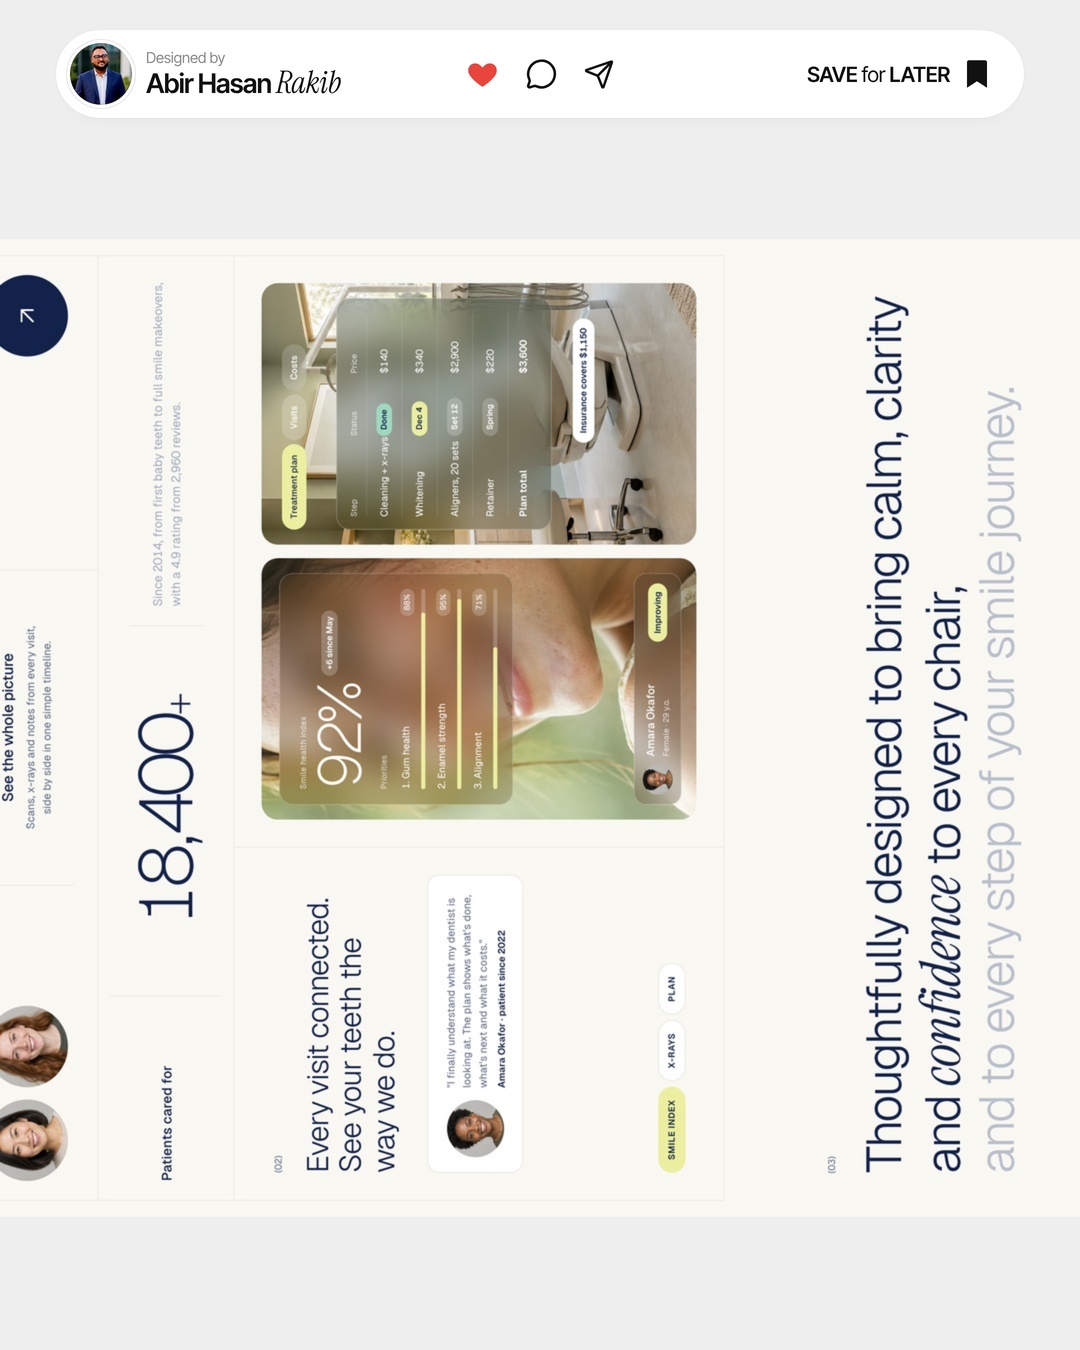 Designed by
Abir Hasan Rakib
SAVE for LATER
See the whole picture
Scans, x-rays and notes from every visit,
side by side in one simple timeline.
Patients cared for
18,400+
Since 2014, from first baby teeth to full smile makeovers,
with a 4.9 rating from 2,960 reviews.
(02)
Every visit connected.
See your teeth the
way we do.
"I finally understand what my dentist is
looking at. The plan shows what's done,
what's next and what it costs."
Amara Okafor · patient since 2022
SMILE INDEX
X-RAYS
PLAN
Smile health index
92%
+6 since May
Priorities
1. Gum health
88%
2. Enamel strength
95%
3. Alignment
71%
Amara Okafor
Female · 29 y.o.
Improving
Treatment plan
Visits
Costs
Step Status Price
Cleaning + x-rays Done $140
Whitening Dec 4 $340
Aligners, 20 sets Set 12 $2,900
Retainer Spring $220
Plan total $3,600
Insurance covers $1,150
(03)
Thoughtfully designed to bring calm, clarity
and confidence to every chair,
and to every step of your smile journey.